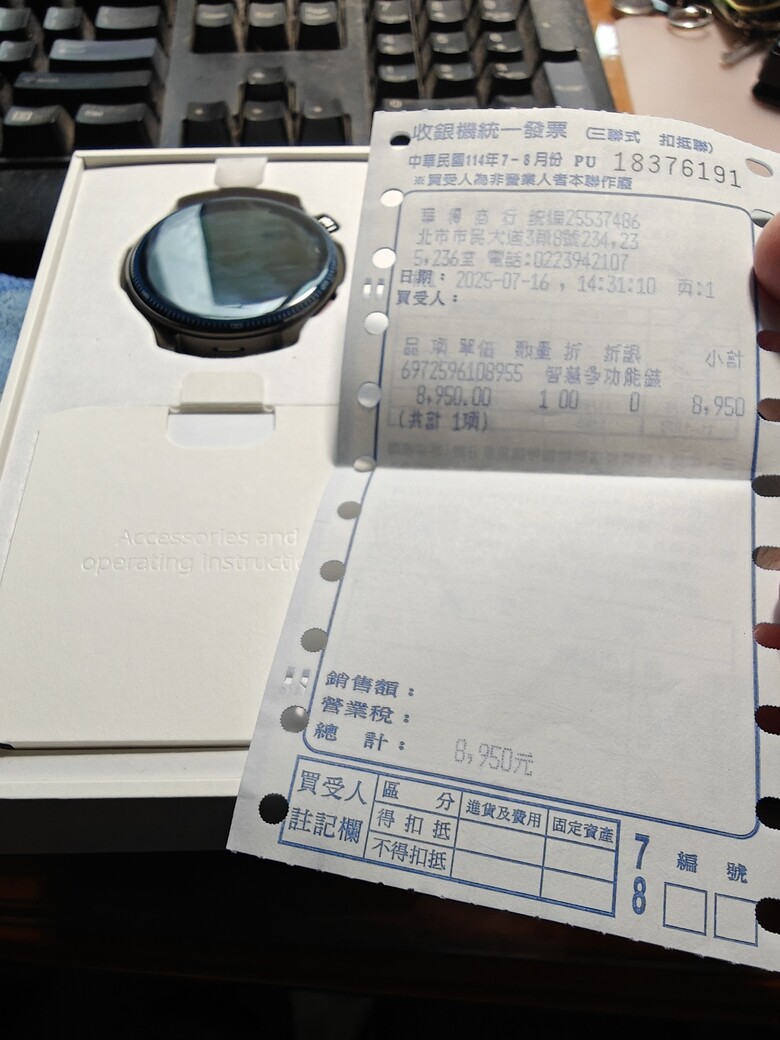 收銀機統一發票 (三聯式 扣抵聯)
中華民國114年7-8月份 PU 18376191
※買受人為非營業人者本聯作廢
華得商行 統編25537486
北市市民大道3段8號234,23
5,236室 電話:0223942107
日期: 2025-07-16 , 14:31:10 頁:1
買受人:
品項單價 數量 折 折讓 小計
6972596108955 智慧多功能錶
8,950.00 1.00 0 8,950
(共計 1項)
銷售額:
營業稅:
總計: 8,950元
買受人註記欄
區分 進貨及費用 固定資產
得扣抵
不得扣抵
7
8
編號
Accessories and
operating instructi